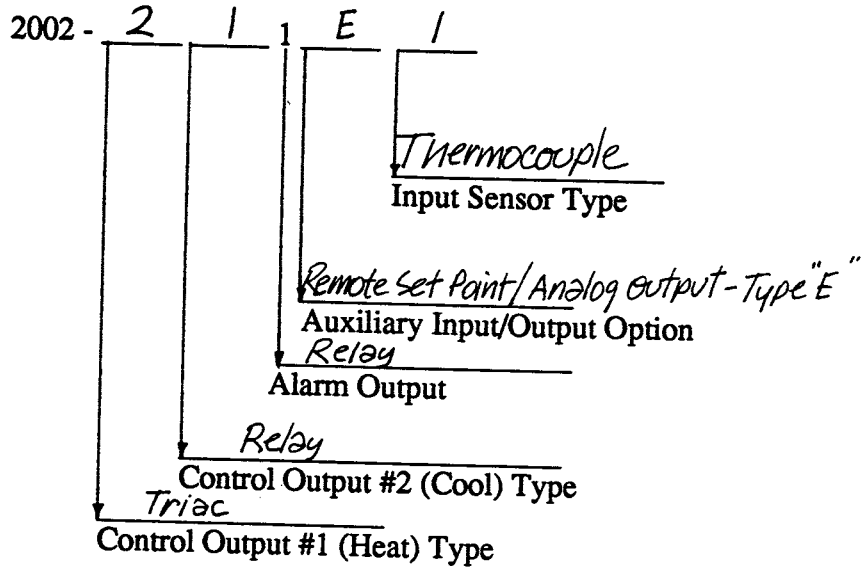 2002 - 2 1 1 E 1
Thermocouple
Input Sensor Type
Remote Set Point/Analog output - Type "E"
Auxiliary Input/Output Option
Relay
Alarm Output
Relay
Control Output #2 (Cool) Type
Triac
Control Output #1 (Heat) Type